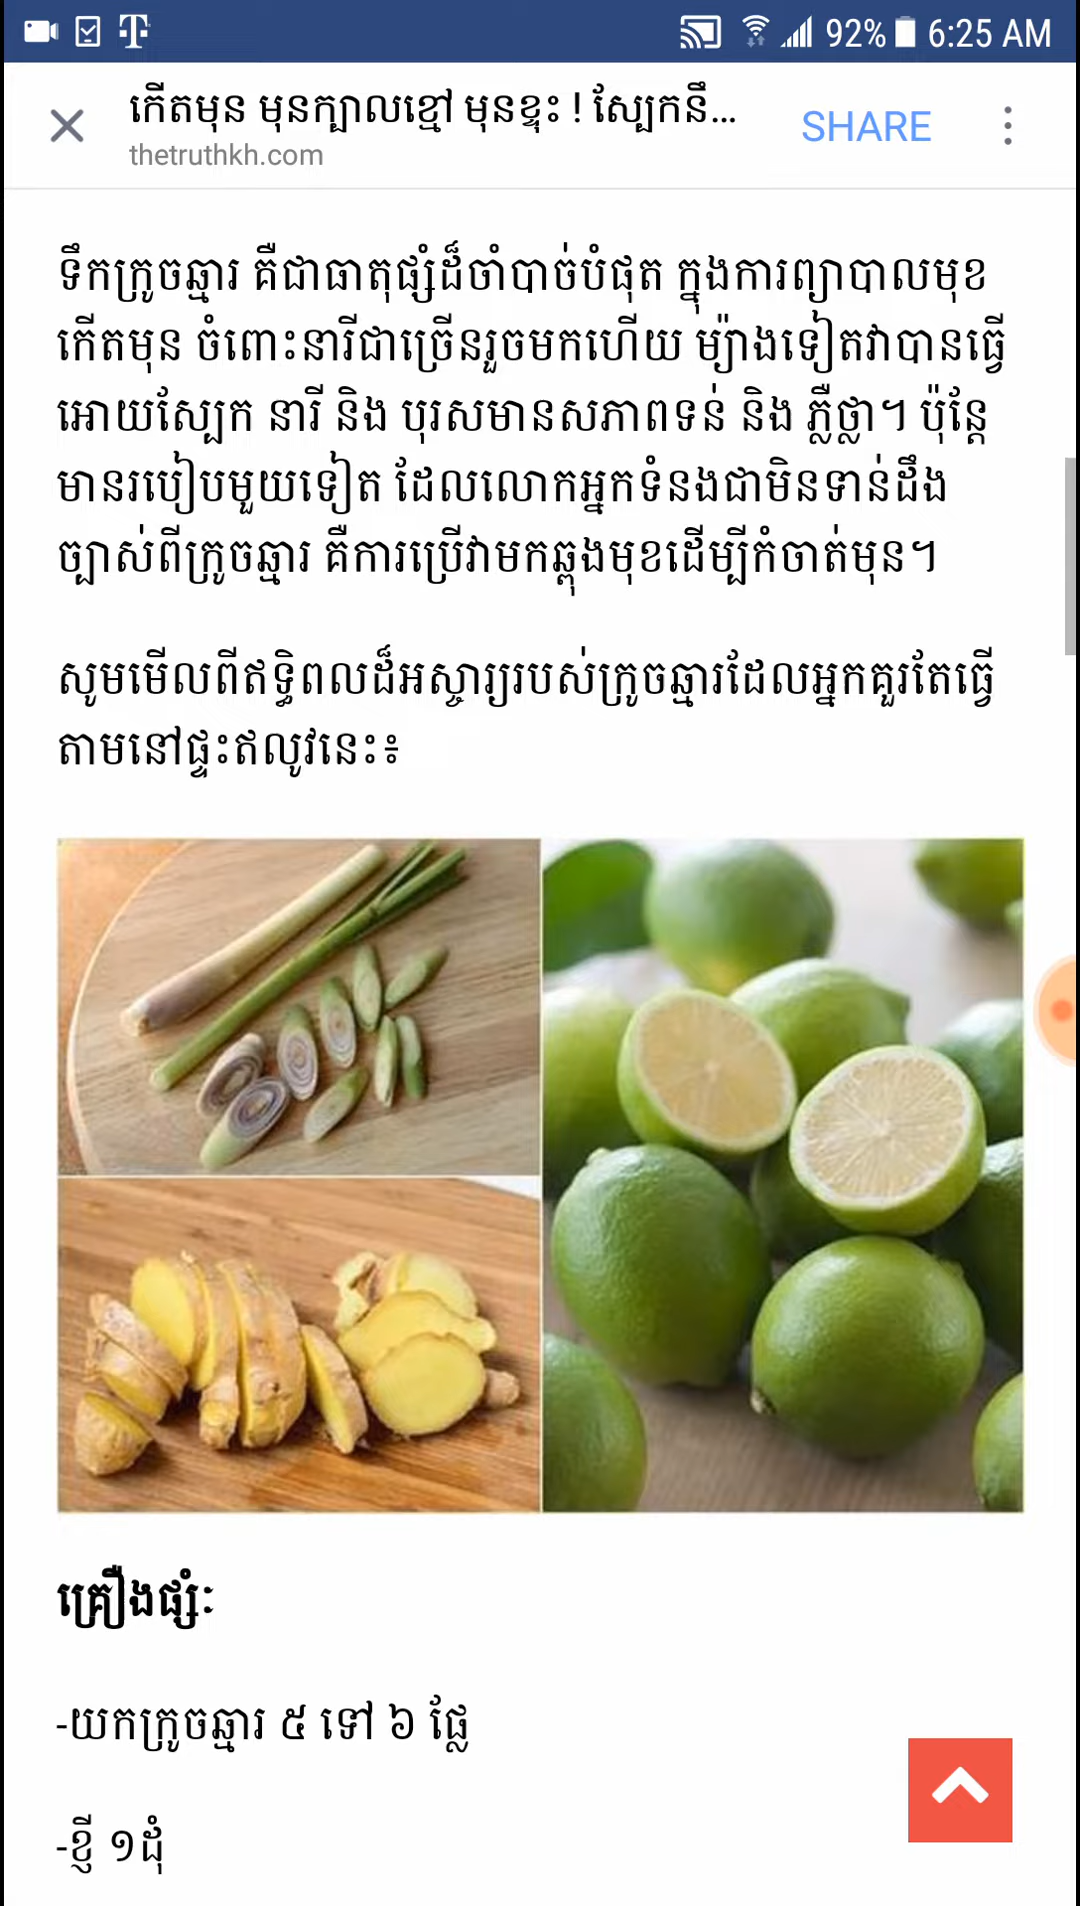 92% 6:25 AM
កើតមុន មុនក្បាលខ្មៅ មុនខ្ទុះ ! ស្បែកនឹ...
SHARE
thetruthkh.com
ទឹកក្រូចឆ្មារ គឺជាធាតុផ្សំដ៏ចាំបាច់បំផុត ក្នុងការព្យាបាលមុខ
កើតមុន ចំពោះនារីជាច្រើនរួចមកហើយ ម្យ៉ាងទៀតវាបានធ្វើ
អោយស្បែក នារី និង បុរសមានសភាពទន់ និង ភ្លឺថ្លា។ ប៉ុន្តែ
មានរបៀបមួយទៀត ដែលលោកអ្នកទំនងជាមិនទាន់ដឹង
ច្បាស់ពីក្រូចឆ្មារ គឺការប្រើវាមកឆ្ពុងមុខដើម្បីកំចាត់មុន។
សូមមើលពីឥទ្ធិពលដ៏អស្ចារ្យរបស់ក្រូចឆ្មារដែលអ្នកគួរតែធ្វើ
តាមនៅផ្ទះឥលូវនេះ៖
គ្រឿងផ្សំៈ
-យកក្រូចឆ្មារ ៥ ទៅ ៦ ផ្លែ
-ខ្ញី ១ដុំ